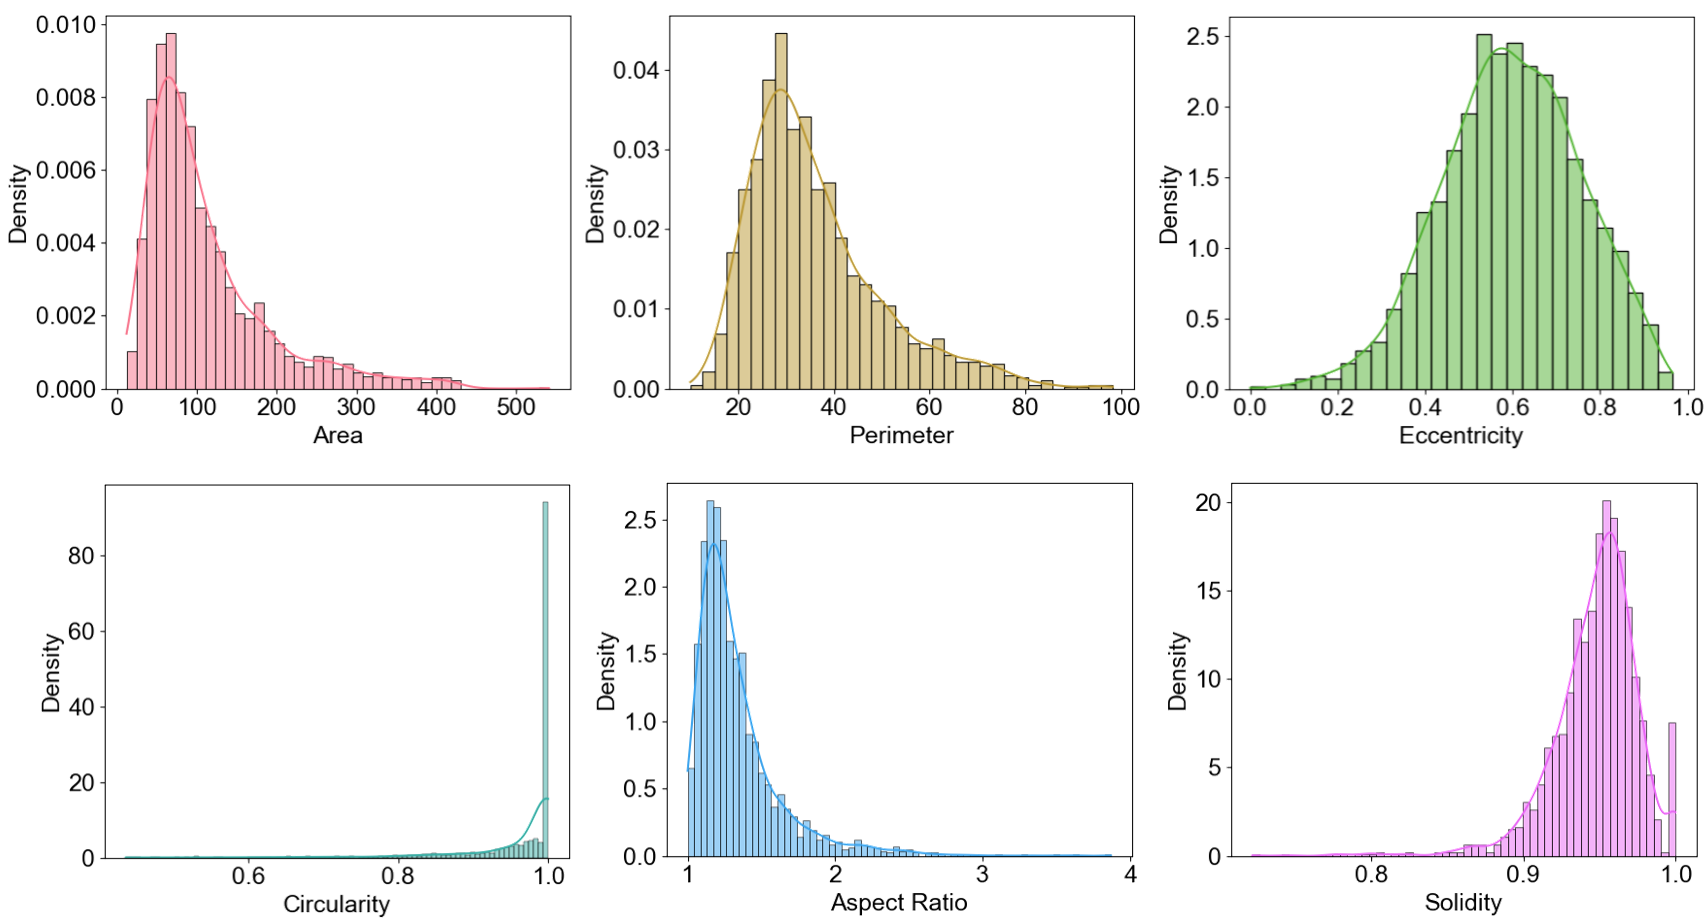 0.010
0.008
0.006
0.004
0.002
0.000
Density
0 100 200 300 400 500
Area
0.04
0.03
0.02
0.01
0.00
Density
20 40 60 80 100
Perimeter
2.5
2.0
1.5
1.0
0.5
0.0
Density
0.0 0.2 0.4 0.6 0.8 1.0
Eccentricity
80
60
40
20
0
Density
0.6 0.8 1.0
Circularity
2.5
2.0
1.5
1.0
0.5
0.0
Density
1 2 3 4
Aspect Ratio
20
15
10
5
0
Density
0.8 0.9 1.0
Solidity